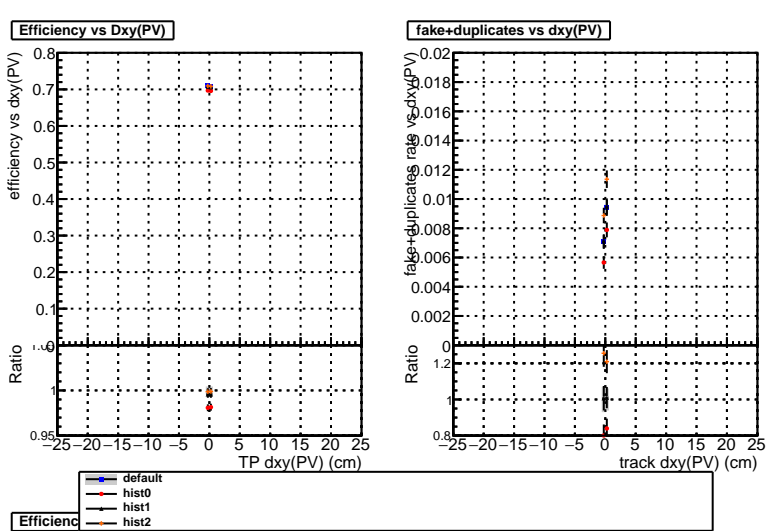 Efficiency vs Dxy(PV)
fake+duplicates vs dxy(PV)
efficiency vs dxy(PV)
0.8
0.7
0.6
0.5
0.4
0.3
0.2
0.1
0
fake+duplicates rate vs dxy(PV)
0.02
0.018
0.016
0.014
0.012
0.01
0.008
0.006
0.004
0.002
0
Ratio
1
0.95
Ratio
1.2
1
0.8
−25 −20 −15 −10 −5 0 5 10 15 20 25
TP dxy(PV) (cm)
−25 −20 −15 −10 −5 0 5 10 15 20 25
track dxy(PV) (cm)
default
hist0
hist1
hist2